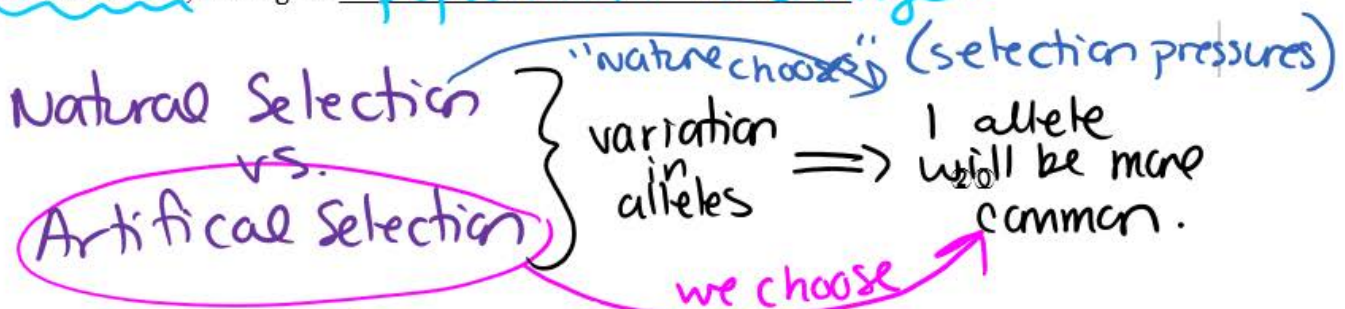 "nature chooses" (selection pressures)
Natural Selection
vs.
Artifical Selection
variation
in
alleles
=> 1 allele
will be more
common.
we choose